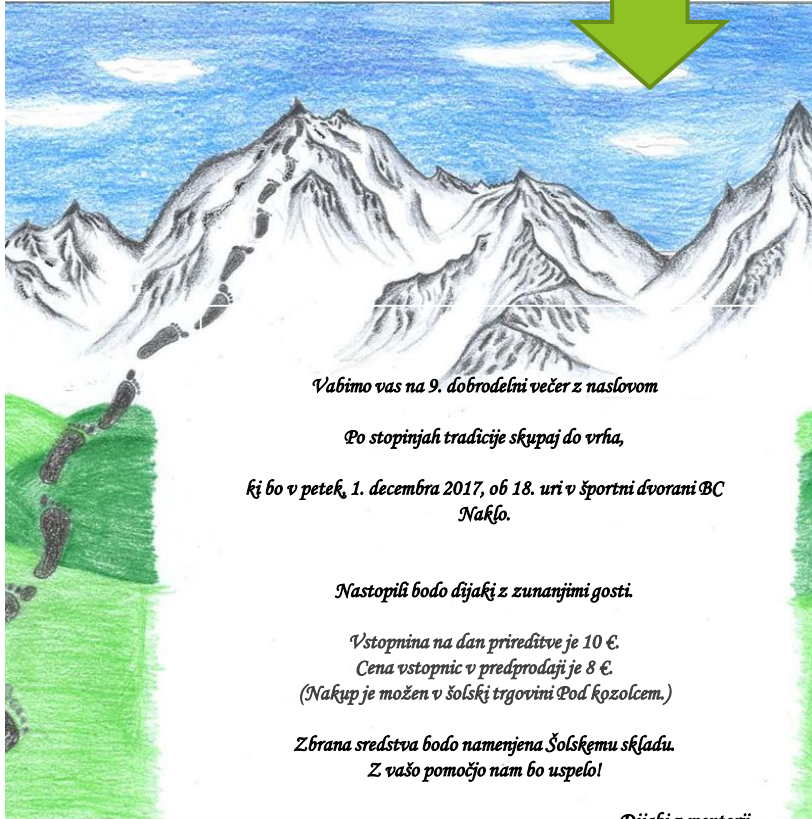 Vabimo vas na 9. dobrodelni večer z naslovom
Po stopinjah tradicije skupaj do vrha,
ki bo v petek, 1. decembra 2017, ob 18. uri v športni dvorani BC
Naklo.
Nastopili bodo dijaki z zunanjimi gosti.
Vstopnina na dan prireditve je 10 €.
Cena vstopnic v predprodaji je 8 €.
(Nakup je možen v šolski trgovini Pod kozolcem.)
Zbrana sredstva bodo namenjena Šolskemu skladu.
Z vašo pomočjo nam bo uspelo!